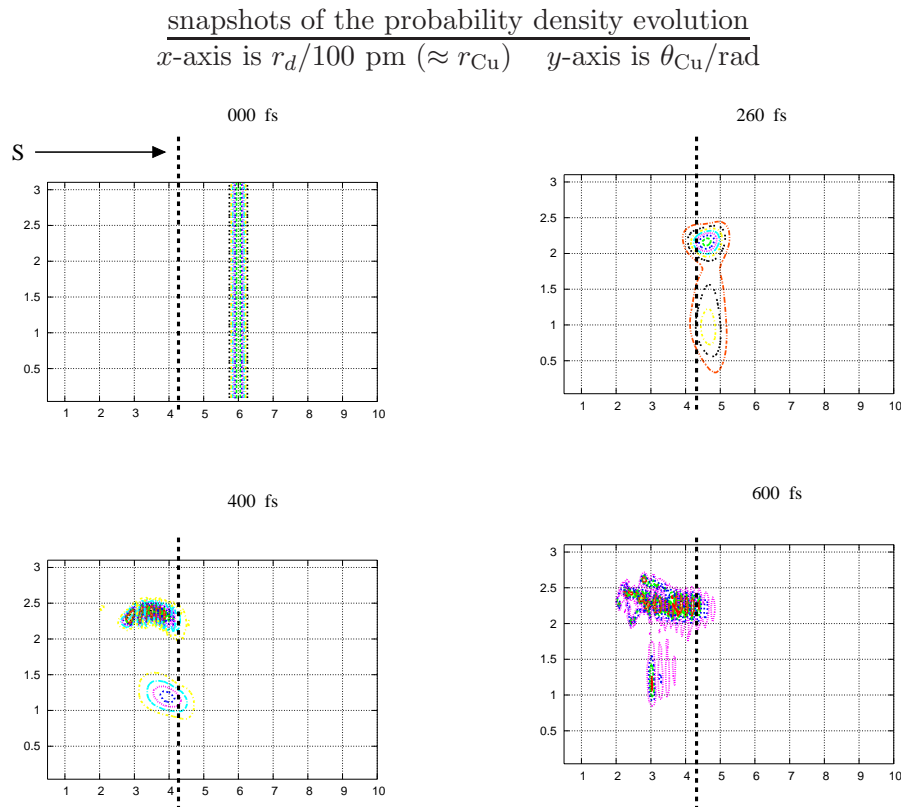 snapshots of the probability density evolution
x-axis is r_d/100 pm (≈ r_Cu) y-axis is θ_Cu/rad
000 fs
S
3
2.5
2
1.5
1
0.5
1 2 3 4 5 6 7 8 9 10
260 fs
3
2.5
2
1.5
1
0.5
1 2 3 4 5 6 7 8 9 10
400 fs
3
2.5
2
1.5
1
0.5
1 2 3 4 5 6 7 8 9 10
600 fs
3
2.5
2
1.5
1
0.5
1 2 3 4 5 6 7 8 9 10